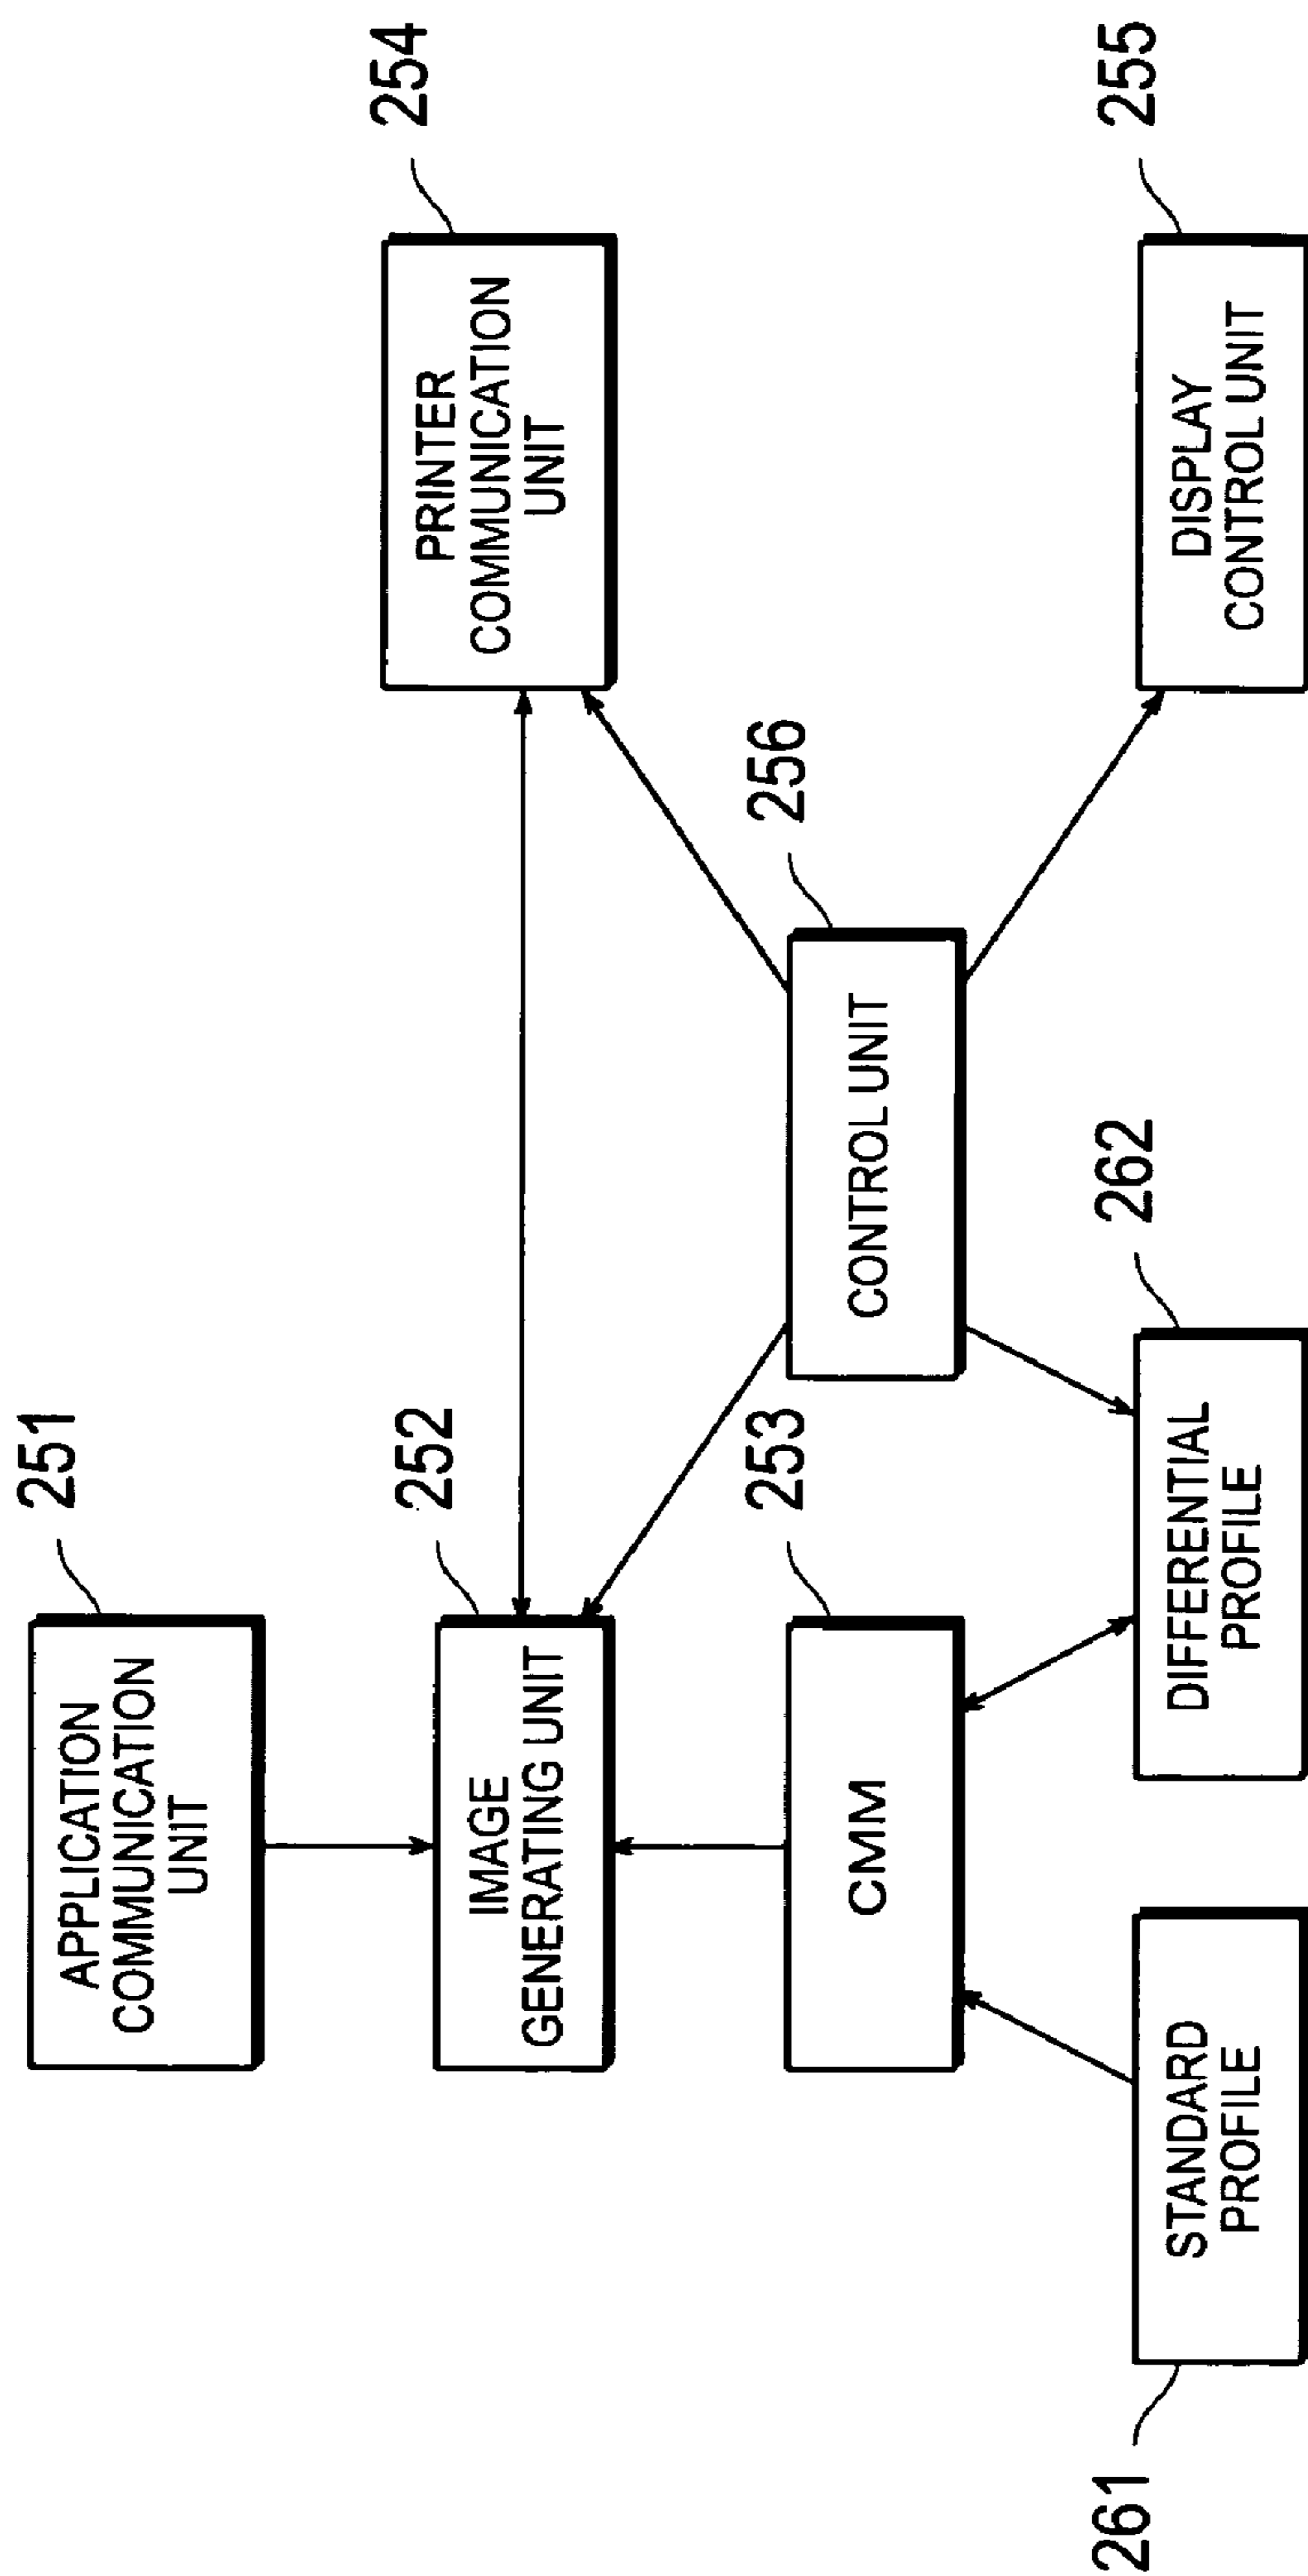 251
APPLICATION
COMMUNICATION
UNIT
254
PRINTER
COMMUNICATION
UNIT
252
IMAGE
GENERATING UNIT
256
CONTROL UNIT
253
CMM
261
STANDARD
PROFILE
262
DIFFERENTIAL
PROFILE
255
DISPLAY
CONTROL UNIT